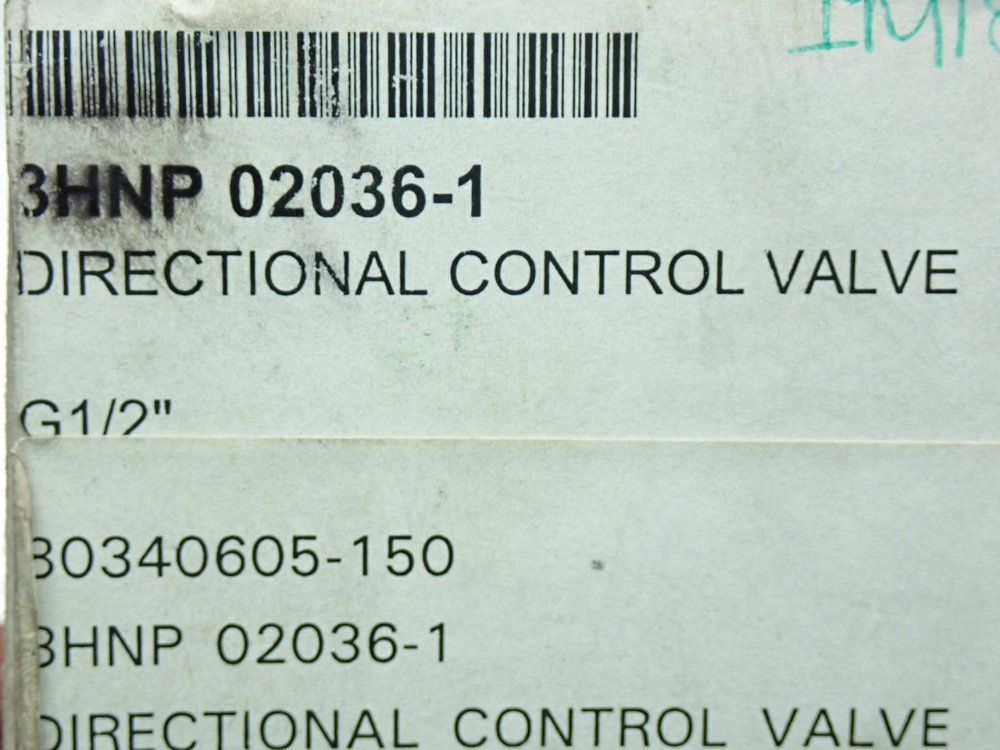 3HNP 02036-1
DIRECTIONAL CONTROL VALVE
G1/2"
30340605-150
3HNP 02036-1
DIRECTIONAL CONTROL VALVE